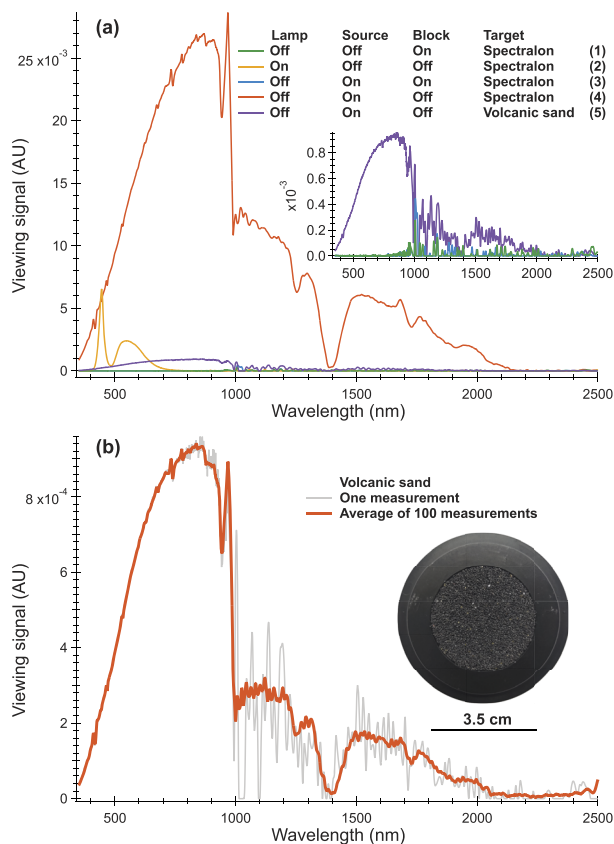 (a)
Lamp Source Block Target
Off Off On Spectralon (1)
On Off Off Spectralon (2)
Off On On Spectralon (3)
Off On Off Spectralon (4)
Off On Off Volcanic sand (5)
Viewing signal (AU)
25 x10⁻³
20
15
10
5
0
x10⁻³
0.8
0.6
0.4
0.2
0.0
500 1000 1500 2000 2500
500 1000 1500 2000 2500
Wavelength (nm)
(b)
Volcanic sand
One measurement
Average of 100 measurements
Viewing signal (AU)
8 x10⁻⁴
6
4
2
0
3.5 cm
500 1000 1500 2000 2500
Wavelength (nm)